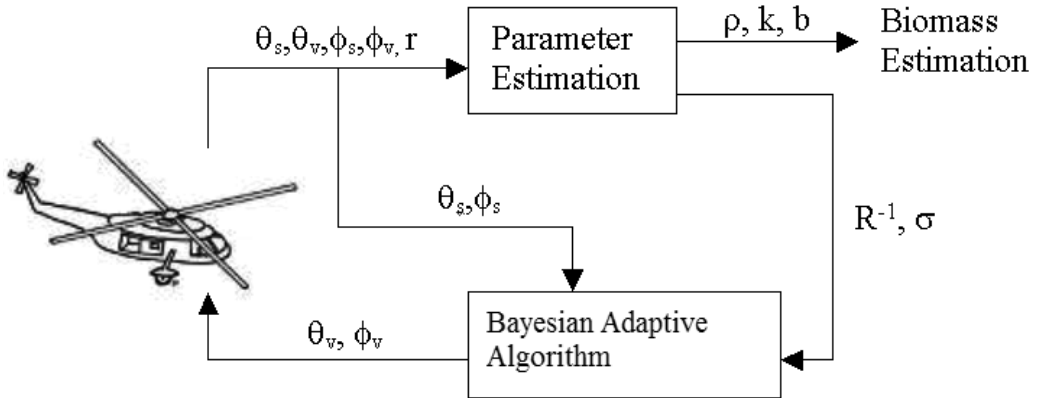 θs,θv,ϕs,ϕv, r
Parameter
Estimation
ρ, k, b
Biomass
Estimation
θs,ϕs
R-1, σ
Bayesian Adaptive
Algorithm
θv, ϕv